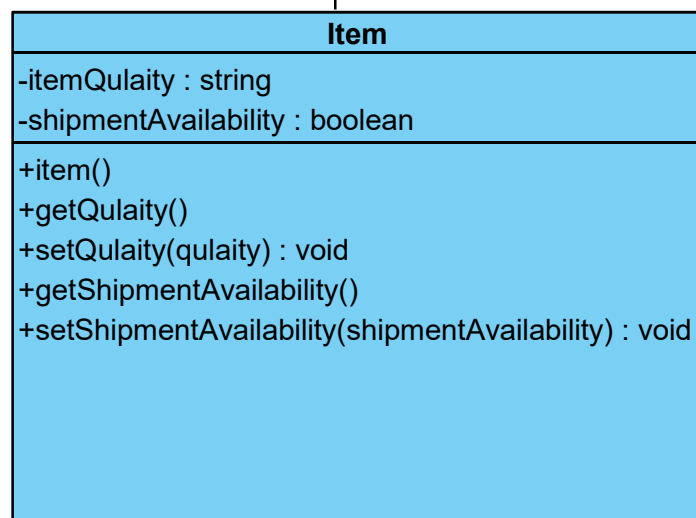 Item
-itemQulaity : string
-shipmentAvailability : boolean
+item()
+getQulaity()
+setQulaity(qulaity) : void
+getShipmentAvailability()
+setShipmentAvailability(shipmentAvailability) : void